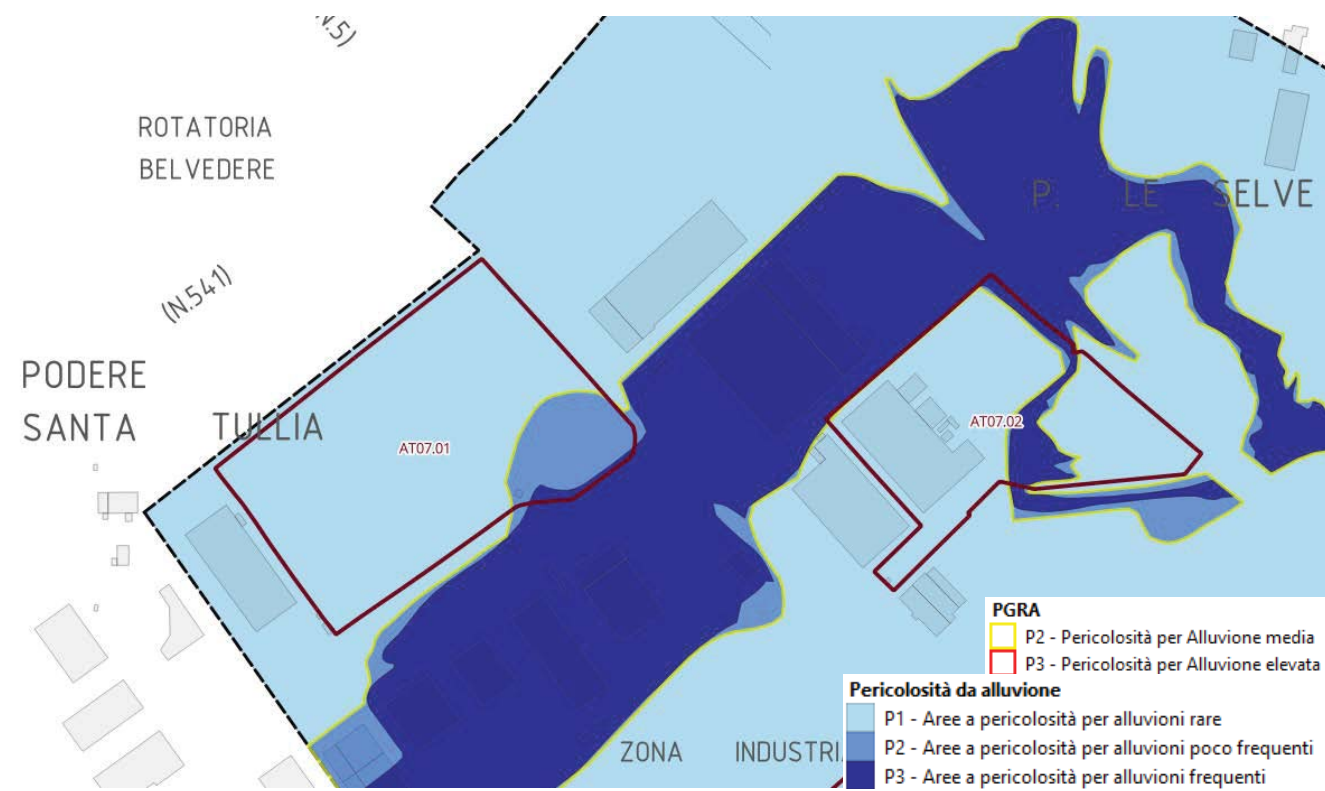 N.5)
ROTATORIA
BELVEDERE
(N.541)
PODERE
SANTA TULLIA
P. LE SELVE
AT07.01
AT07.02
ZONA INDUSTRI
PGRA
P2 - Pericolosità per Alluvione media
P3 - Pericolosità per Alluvione elevata
Pericolosità da alluvione
P1 - Aree a pericolosità per alluvioni rare
P2 - Aree a pericolosità per alluvioni poco frequenti
P3 - Aree a pericolosità per alluvioni frequenti